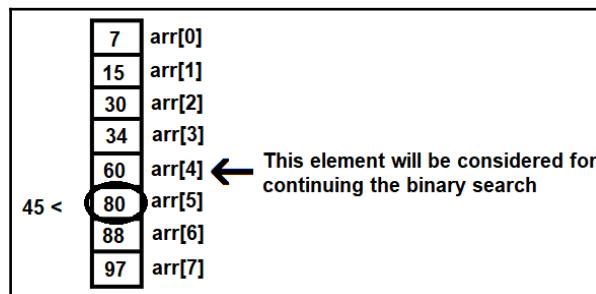 7 arr[0]
15 arr[1]
30 arr[2]
34 arr[3]
60 arr[4] This element will be considered for
continuing the binary search
45 < 80 arr[5]
88 arr[6]
97 arr[7]